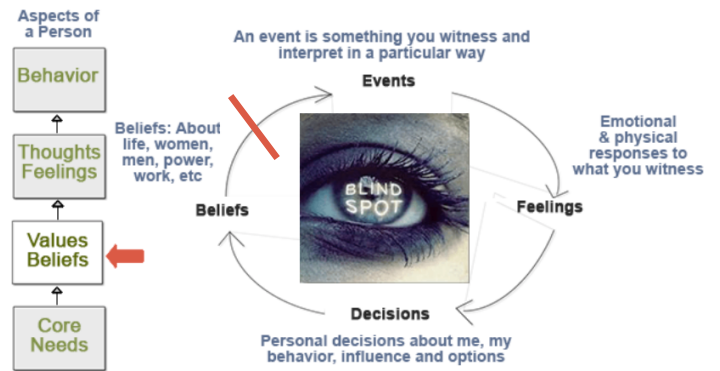 Aspects of
a Person
Behavior
Thoughts
Feelings
Values
Beliefs
Core
Needs
An event is something you witness and
interpret in a particular way
Events
Beliefs: About
life, women,
men, power,
work, etc
Beliefs
BLIND
SPOT
Emotional
& physical
responses to
what you witness
Feelings
Decisions
Personal decisions about me, my
behavior, influence and options